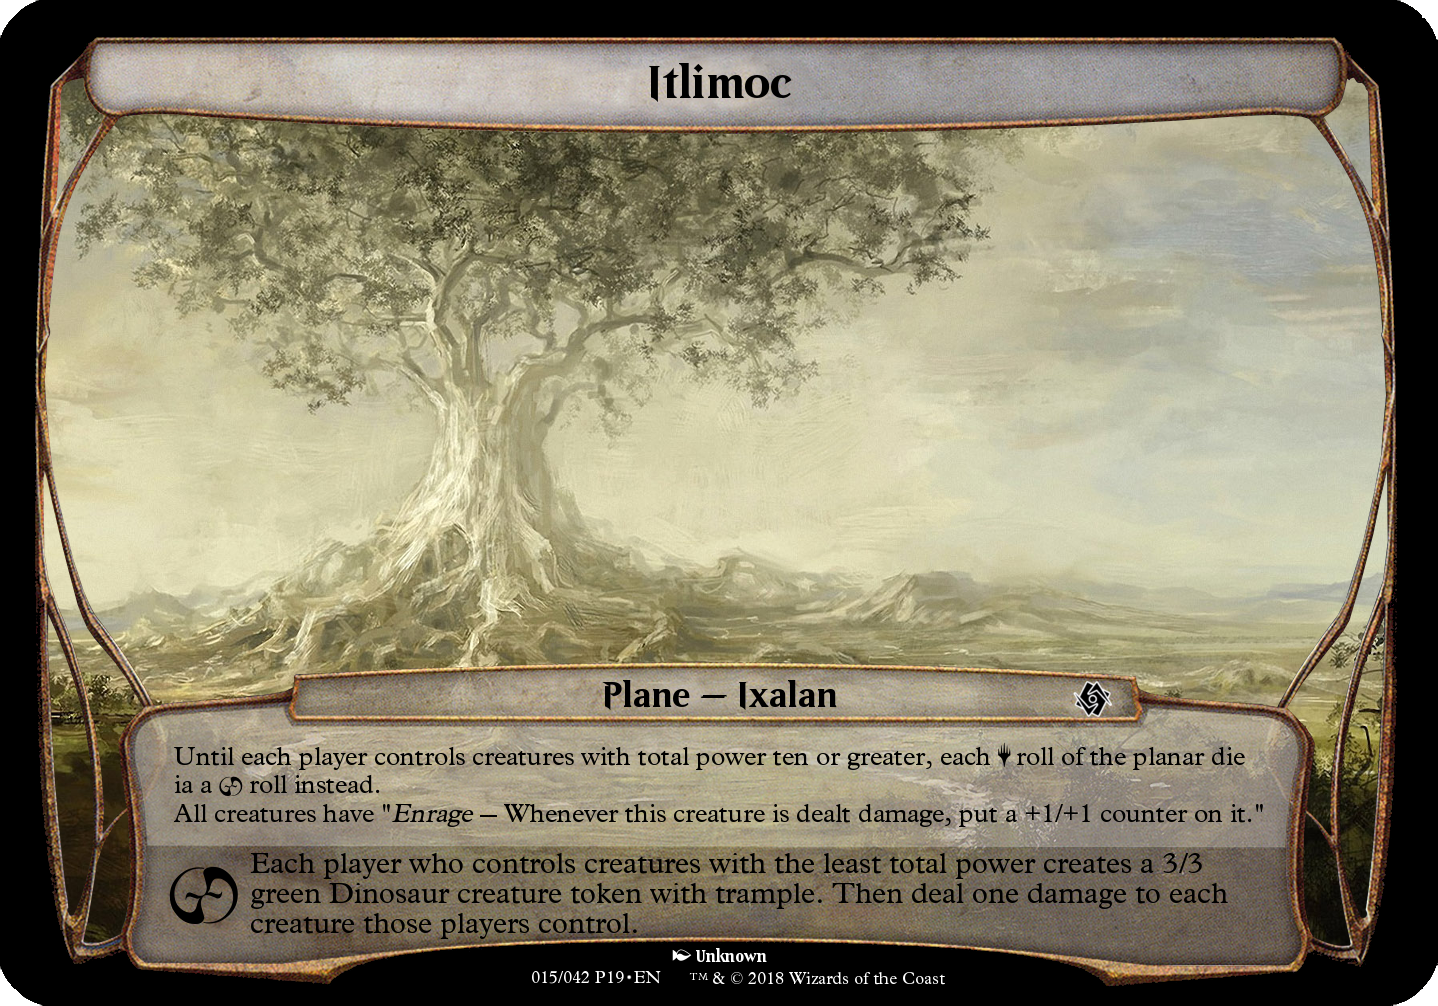 Itlimoc
Plane — Ixalan
Until each player controls creatures with total power ten or greater, each roll of the planar die
ia a roll instead.
All creatures have "Enrage — Whenever this creature is dealt damage, put a +1/+1 counter on it."
Each player who controls creatures with the least total power creates a 3/3
green Dinosaur creature token with trample. Then deal one damage to each
creature those players control.
Unknown
015/042 P19•EN ™ & © 2018 Wizards of the Coast